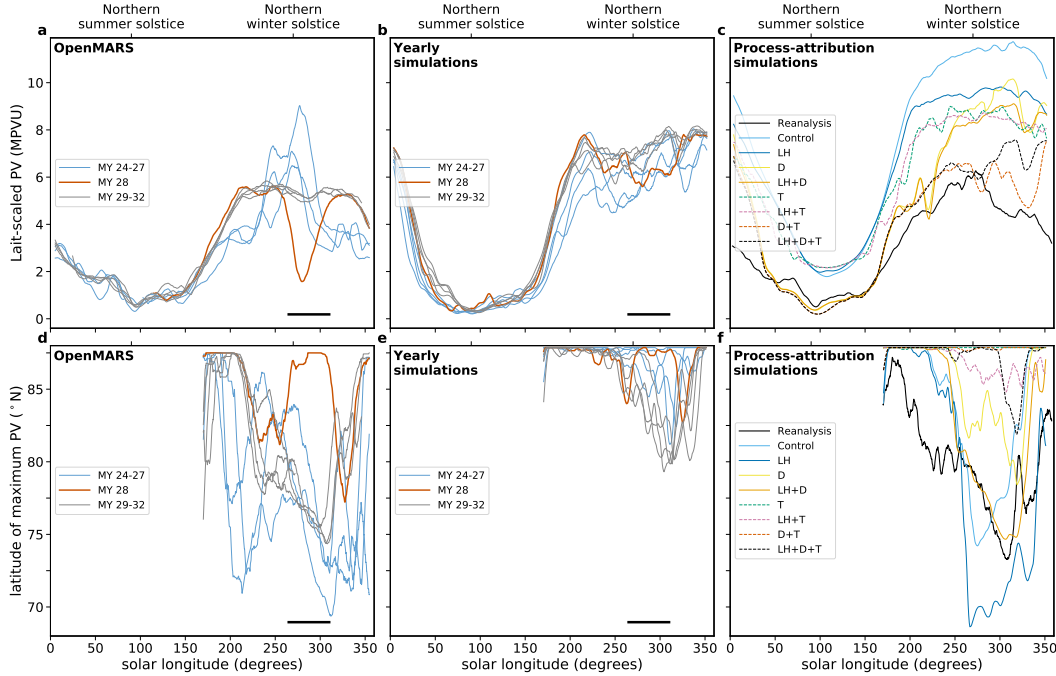 Northern
summer solstice
Northern
winter solstice
Northern
summer solstice
Northern
winter solstice
Northern
summer solstice
Northern
winter solstice
a
OpenMARS
b
Yearly
simulations
c
Process-attribution
simulations
Lait-scaled PV (MPVU)
10
8
6
4
2
0
MY 24-27
MY 28
MY 29-32
MY 24-27
MY 28
MY 29-32
Reanalysis
Control
LH
D
LH+D
T
LH+T
D+T
LH+D+T
d
OpenMARS
e
Yearly
simulations
f
Process-attribution
simulations
latitude of maximum PV (°N)
85
80
75
70
MY 24-27
MY 28
MY 29-32
MY 24-27
MY 28
MY 29-32
Reanalysis
Control
LH
D
LH+D
T
LH+T
D+T
LH+D+T
0 50 100 150 200 250 300 350
0 50 100 150 200 250 300 350
0 50 100 150 200 250 300 350
solar longitude (degrees)
solar longitude (degrees)
solar longitude (degrees)